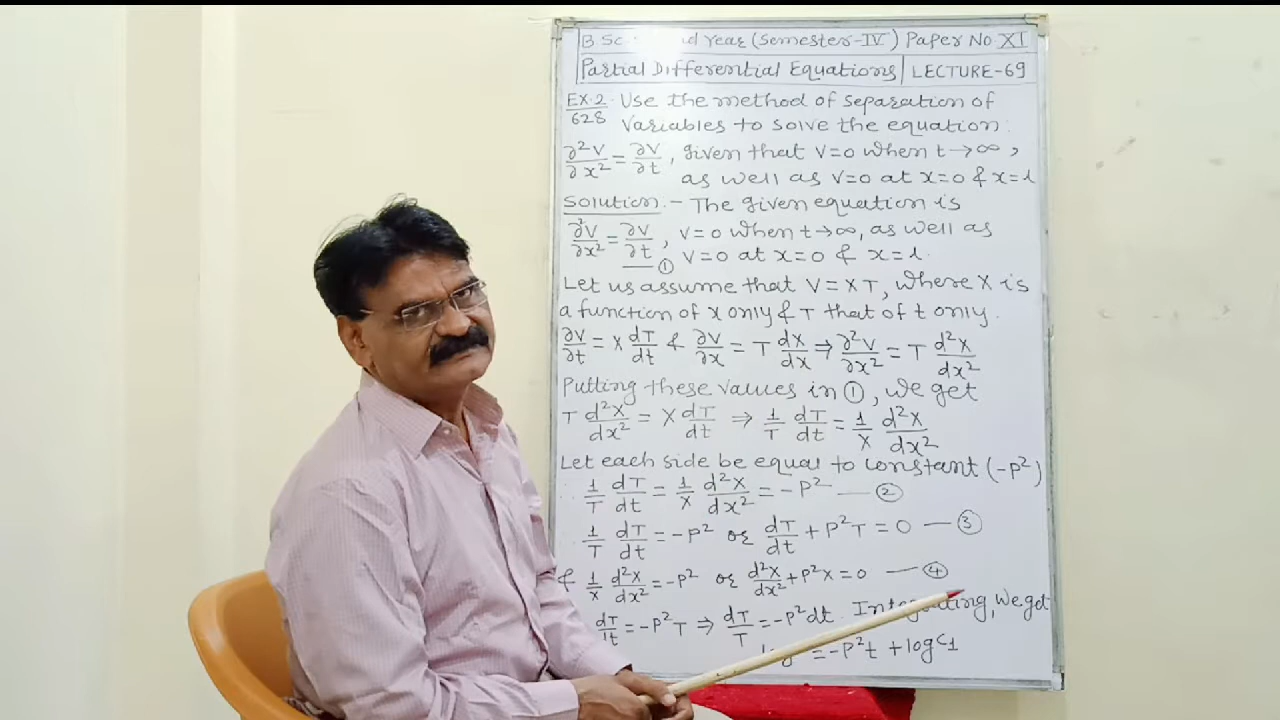 B.Sc. nd Year (Semester-IV) Paper No XI
Partial Differential Equations LECTURE-69
EX.2/628 Use the method of separation of
variables to solve the equation:
∂²V/∂x² = ∂V/∂t, given that V=0 when t→∞,
as well as V=0 at x=0 & x=l
Solution:- The given equation is
∂²V/∂x² = ∂V/∂t, V=0 when t→∞, as well as
—① V=0 at x=0 & x=l.
Let us assume that V=XT, where X is
a function of x only & T that of t only.
∂V/∂t = X dT/dt & ∂V/∂x = T dX/dx ⇒ ∂²V/∂x² = T d²X/dx²
Putting these values in ①, we get
T d²X/dx² = X dT/dt ⇒ 1/T dT/dt = 1/X d²X/dx²
Let each side be equal to constant (-P²)
∴ 1/T dT/dt = 1/X d²X/dx² = -P² —②
1/T dT/dt = -P² or dT/dt + P²T = 0 —③
& 1/X d²X/dx² = -P² or d²X/dx² + P²X = 0 —④
dT/dt = -P²T ⇒ dT/T = -P²dt. Integrating, we get
log = -P²t + logC1